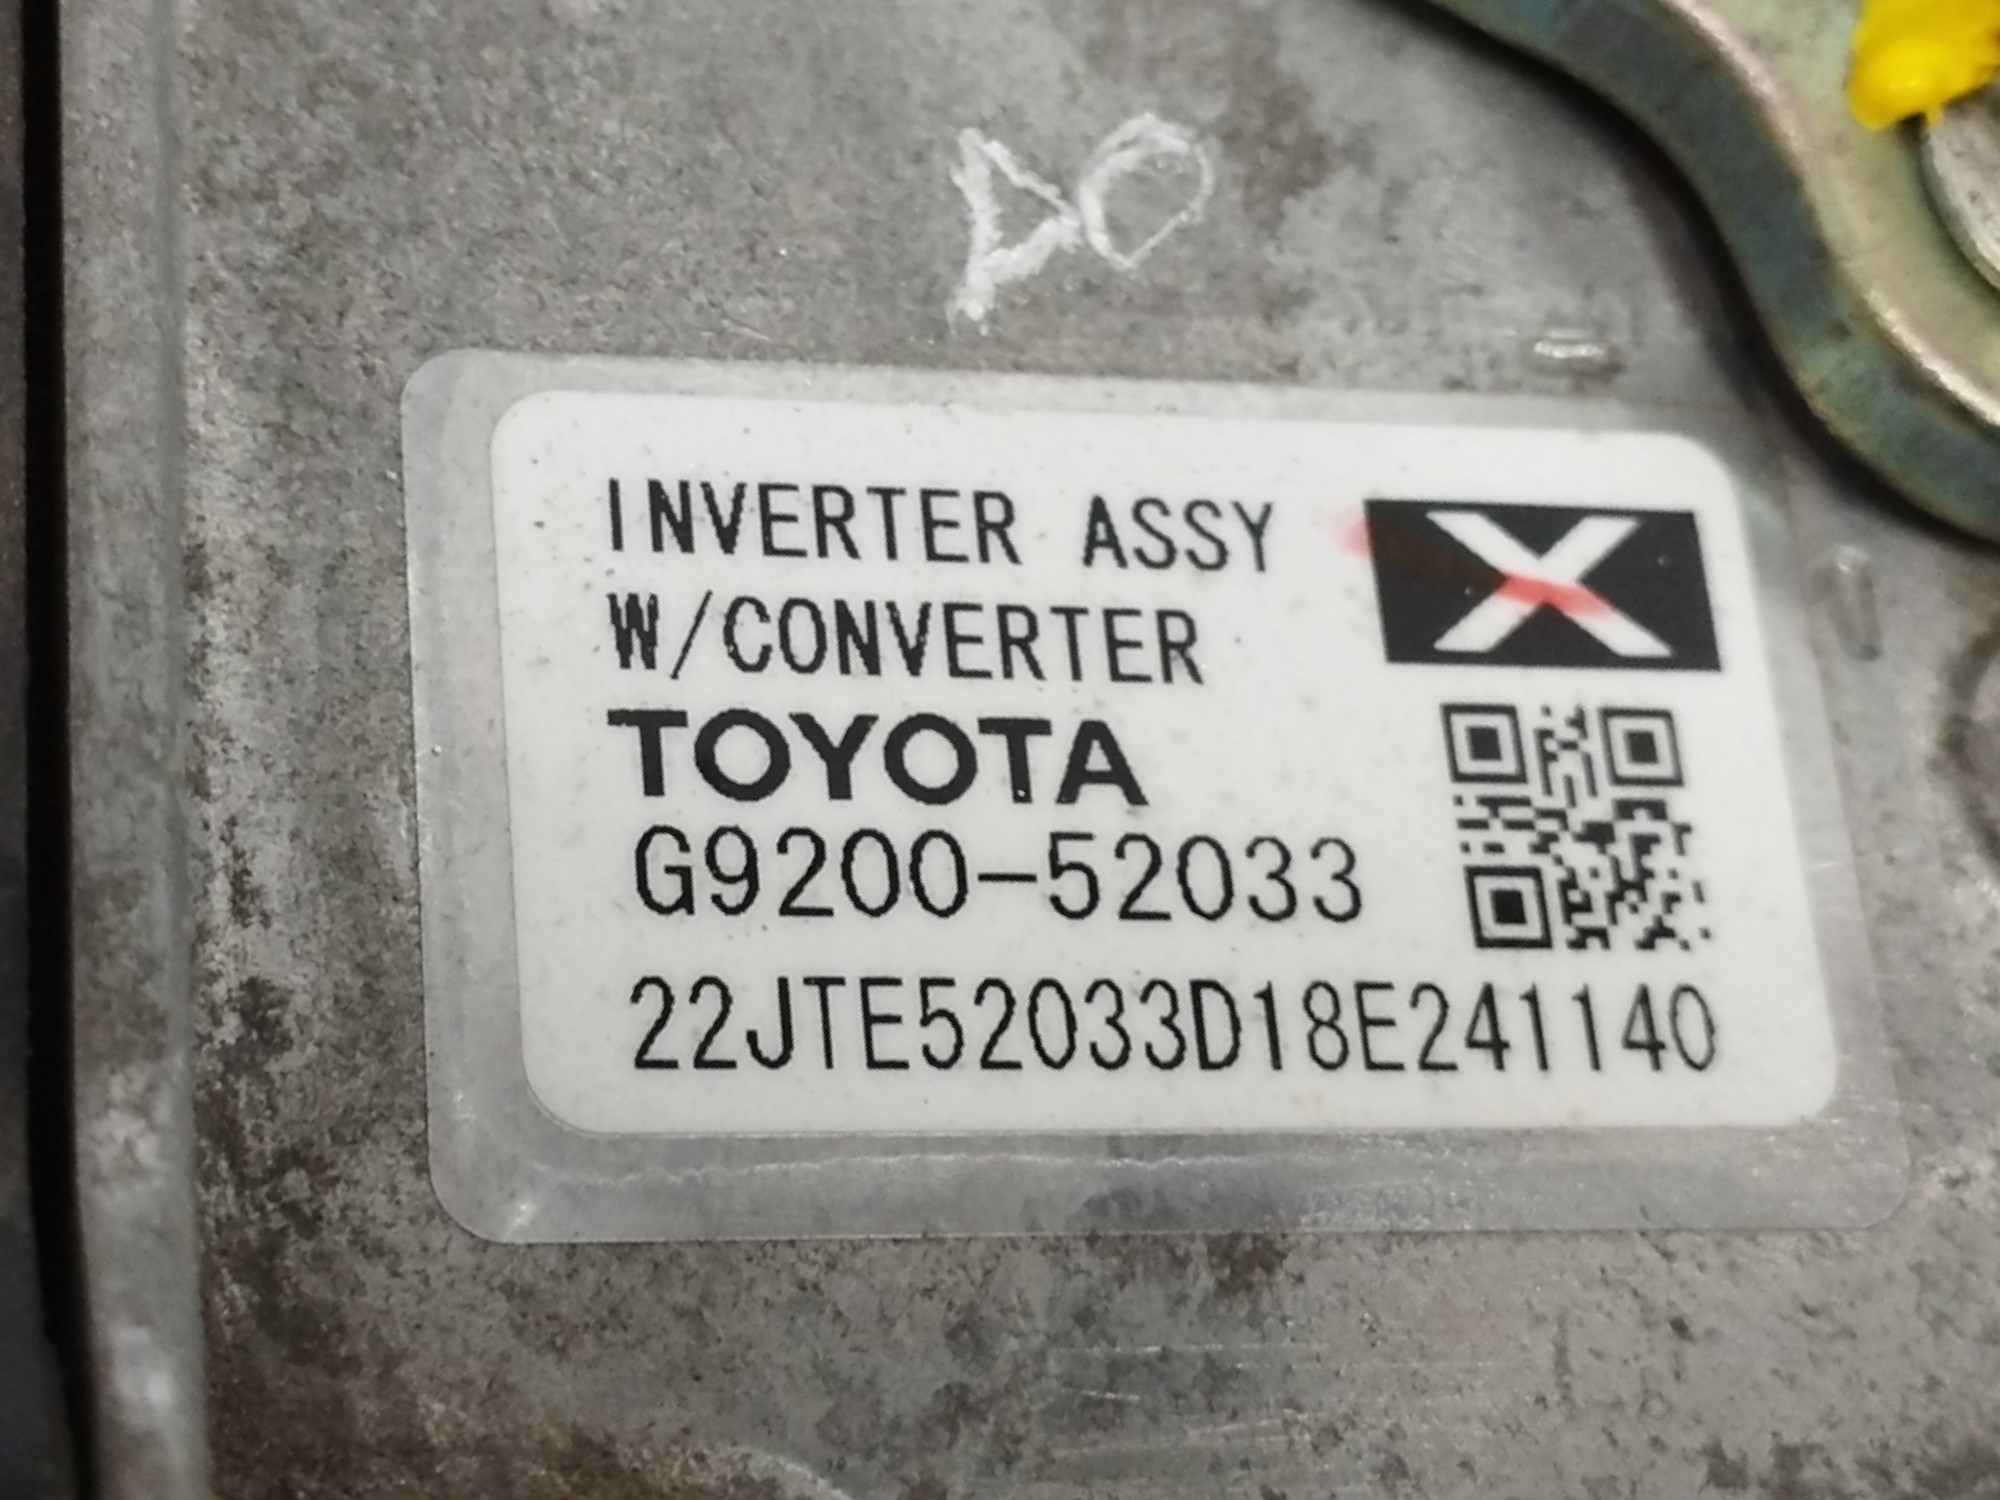 INVERTER ASSY
W/CONVERTER
X
TOYOTA
G9200-52033
22JTE52033D18E241140